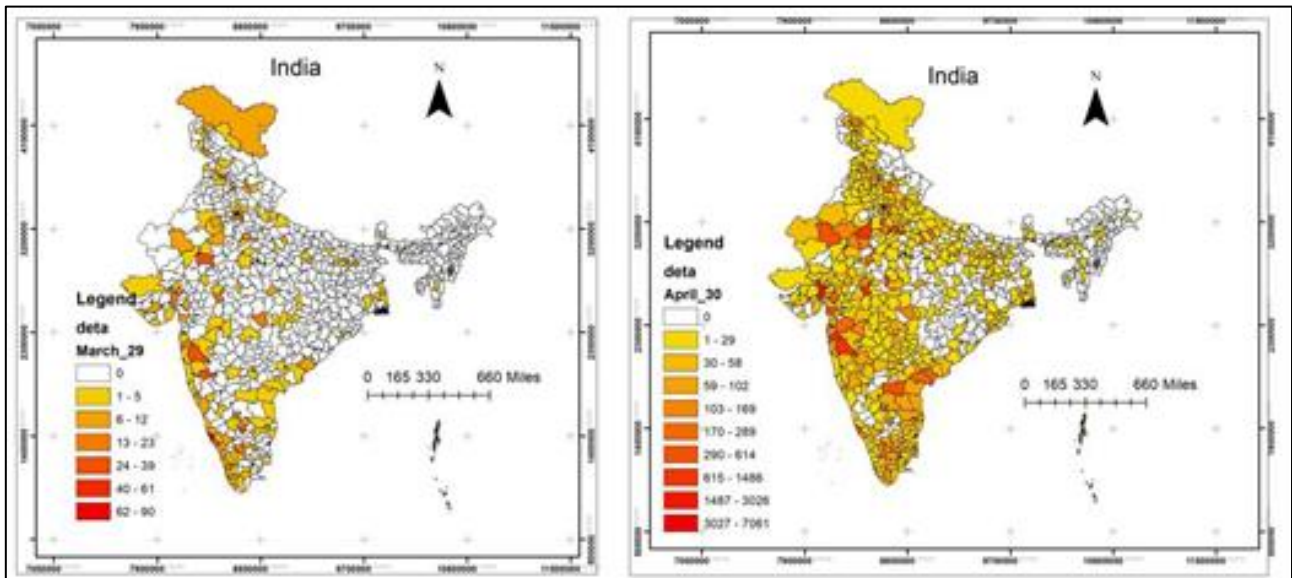 India
N
Legend
deta
March_29
0
1 - 5
6 - 12
13 - 23
24 - 39
40 - 61
62 - 90
0 165 330 660 Miles
India
N
Legend
deta
April_30
0
1 - 29
30 - 58
59 - 102
103 - 169
170 - 289
290 - 614
615 - 1486
1487 - 3026
3027 - 7061
0 165 330 660 Miles